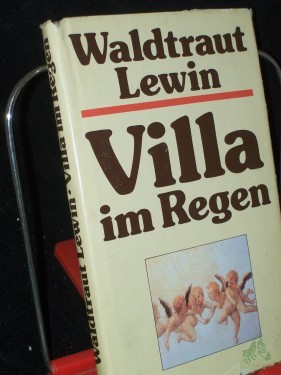 Waldtraut
Lewin
Villa
im Regen
Waldtraut Lewin · Villa im Regen